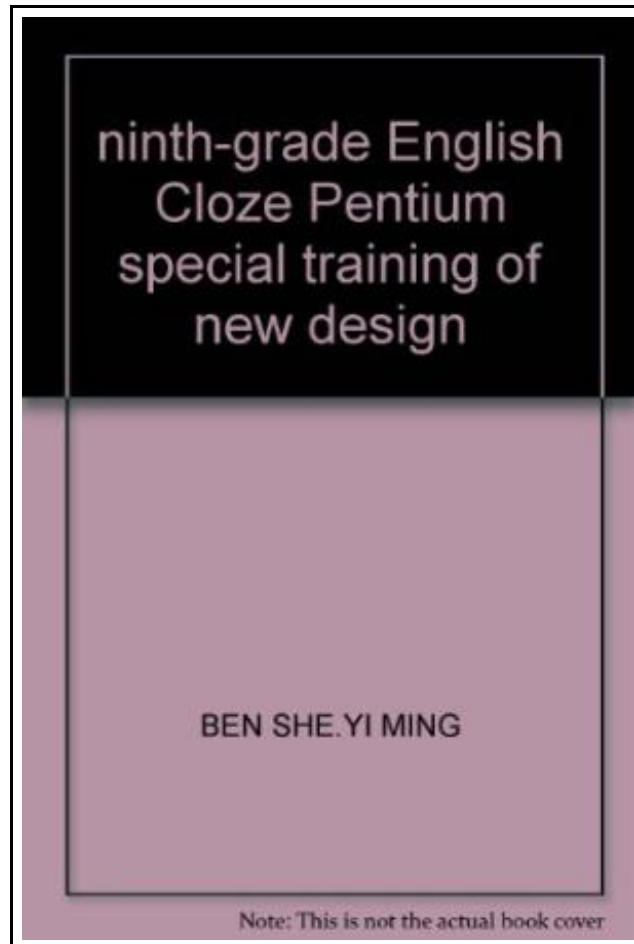 ninth-grade English
Cloze Pentium
special training of
new design
BEN SHE.YI MING
Note: This is not the actual book cover